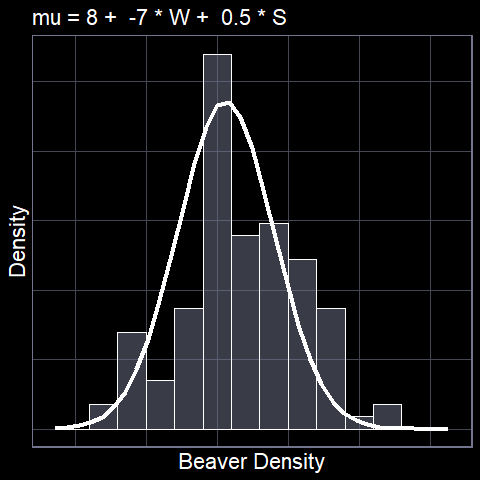 mu = 8 +  -7 * W +  0.5 * S
Density
Beaver Density